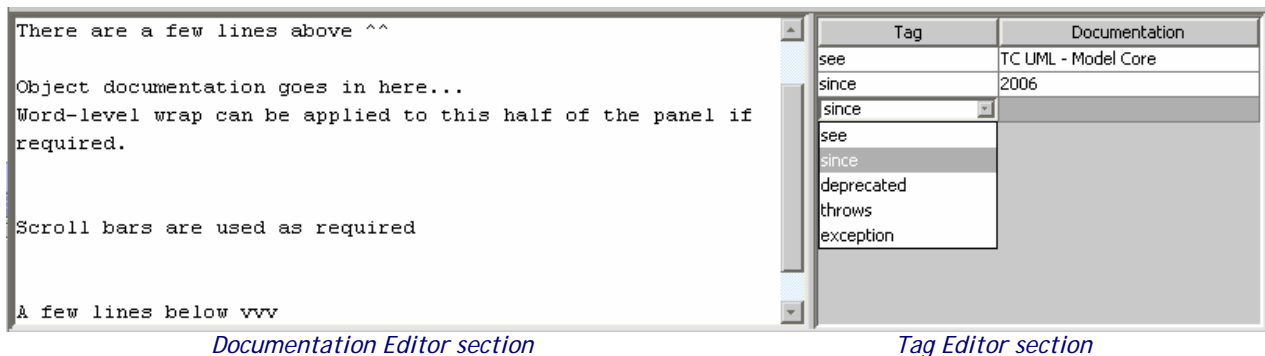 There are a few lines above ^^
Object documentation goes in here...
Word-level wrap can be applied to this half of the panel if
required.
Scroll bars are used as required
A few lines below vvv
Tag Documentation
see TC UML - Model Core
since 2006
since
see
since
deprecated
throws
exception
Documentation Editor section Tag Editor section